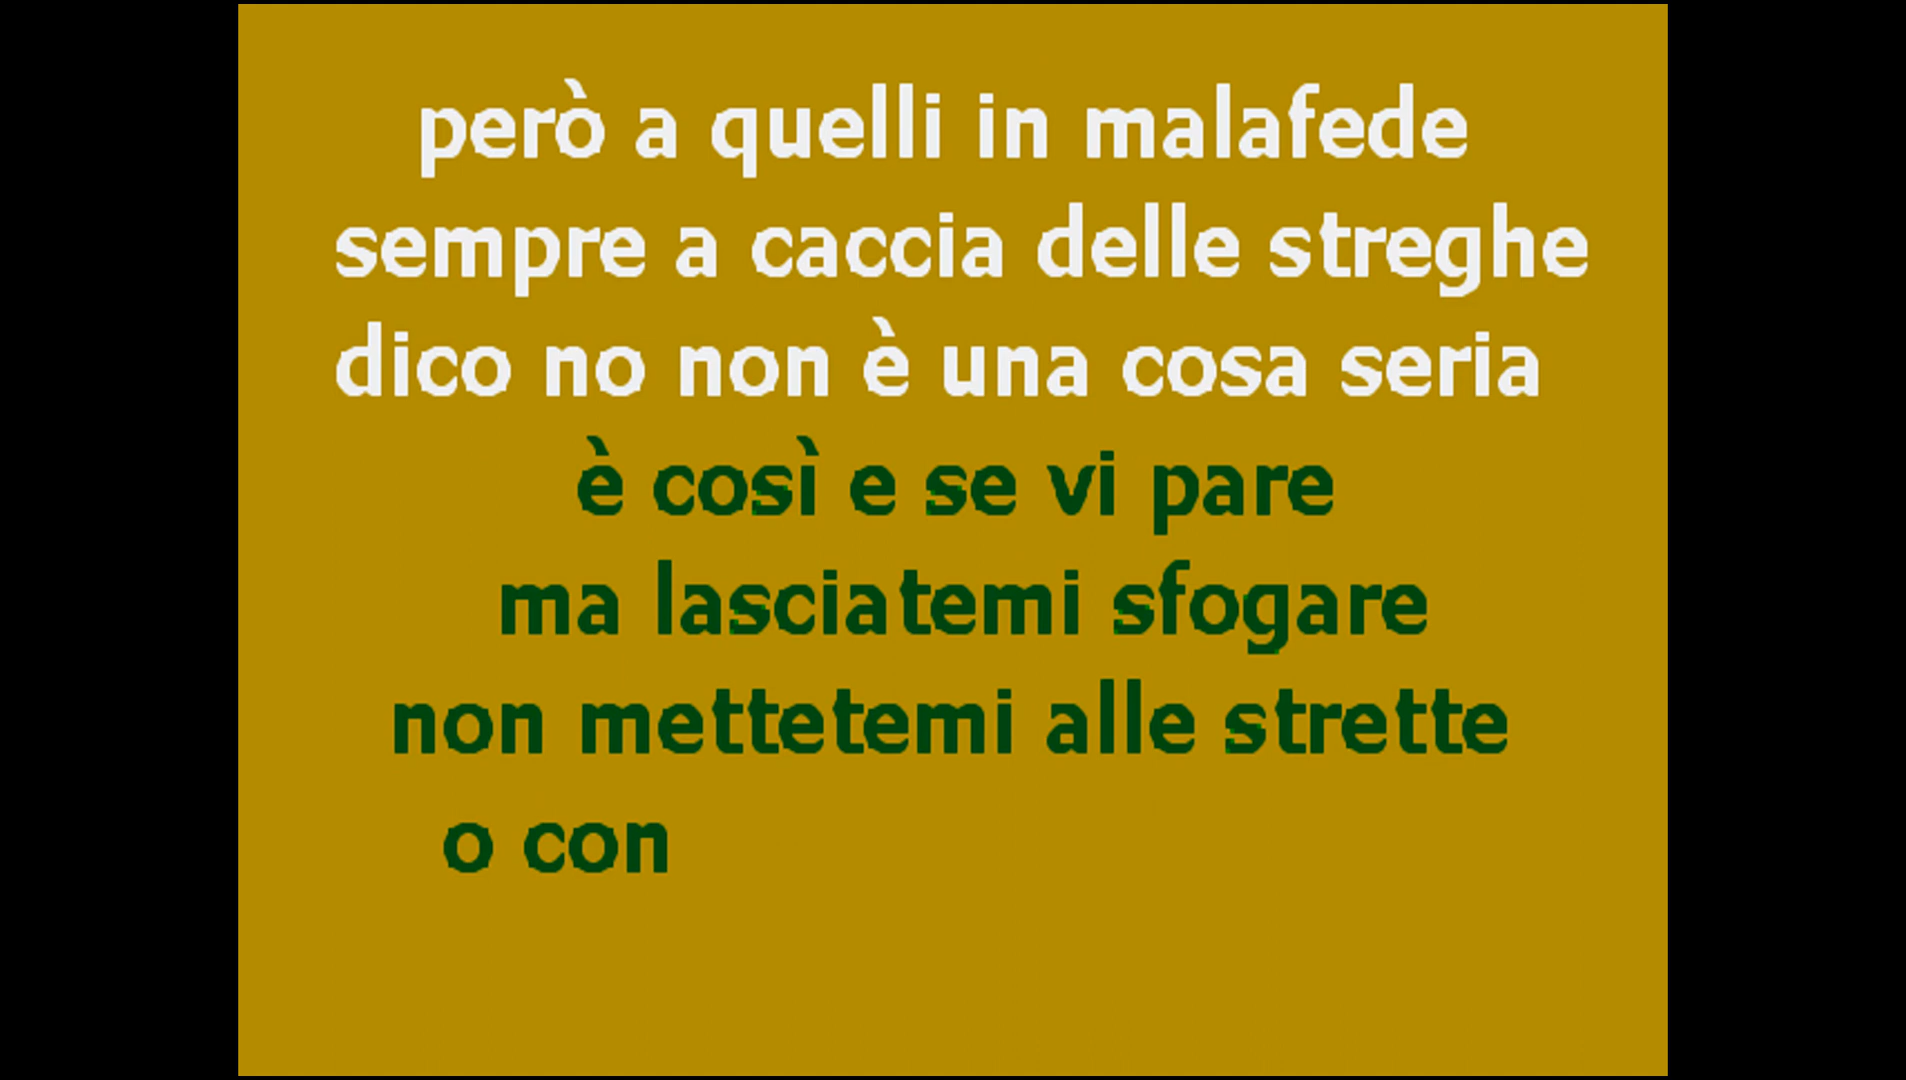 però a quelli in malafede
sempre a caccia delle streghe
dico no non è una cosa seria
è così e se vi pare
ma lasciatemi sfogare
non mettetemi alle strette
o con